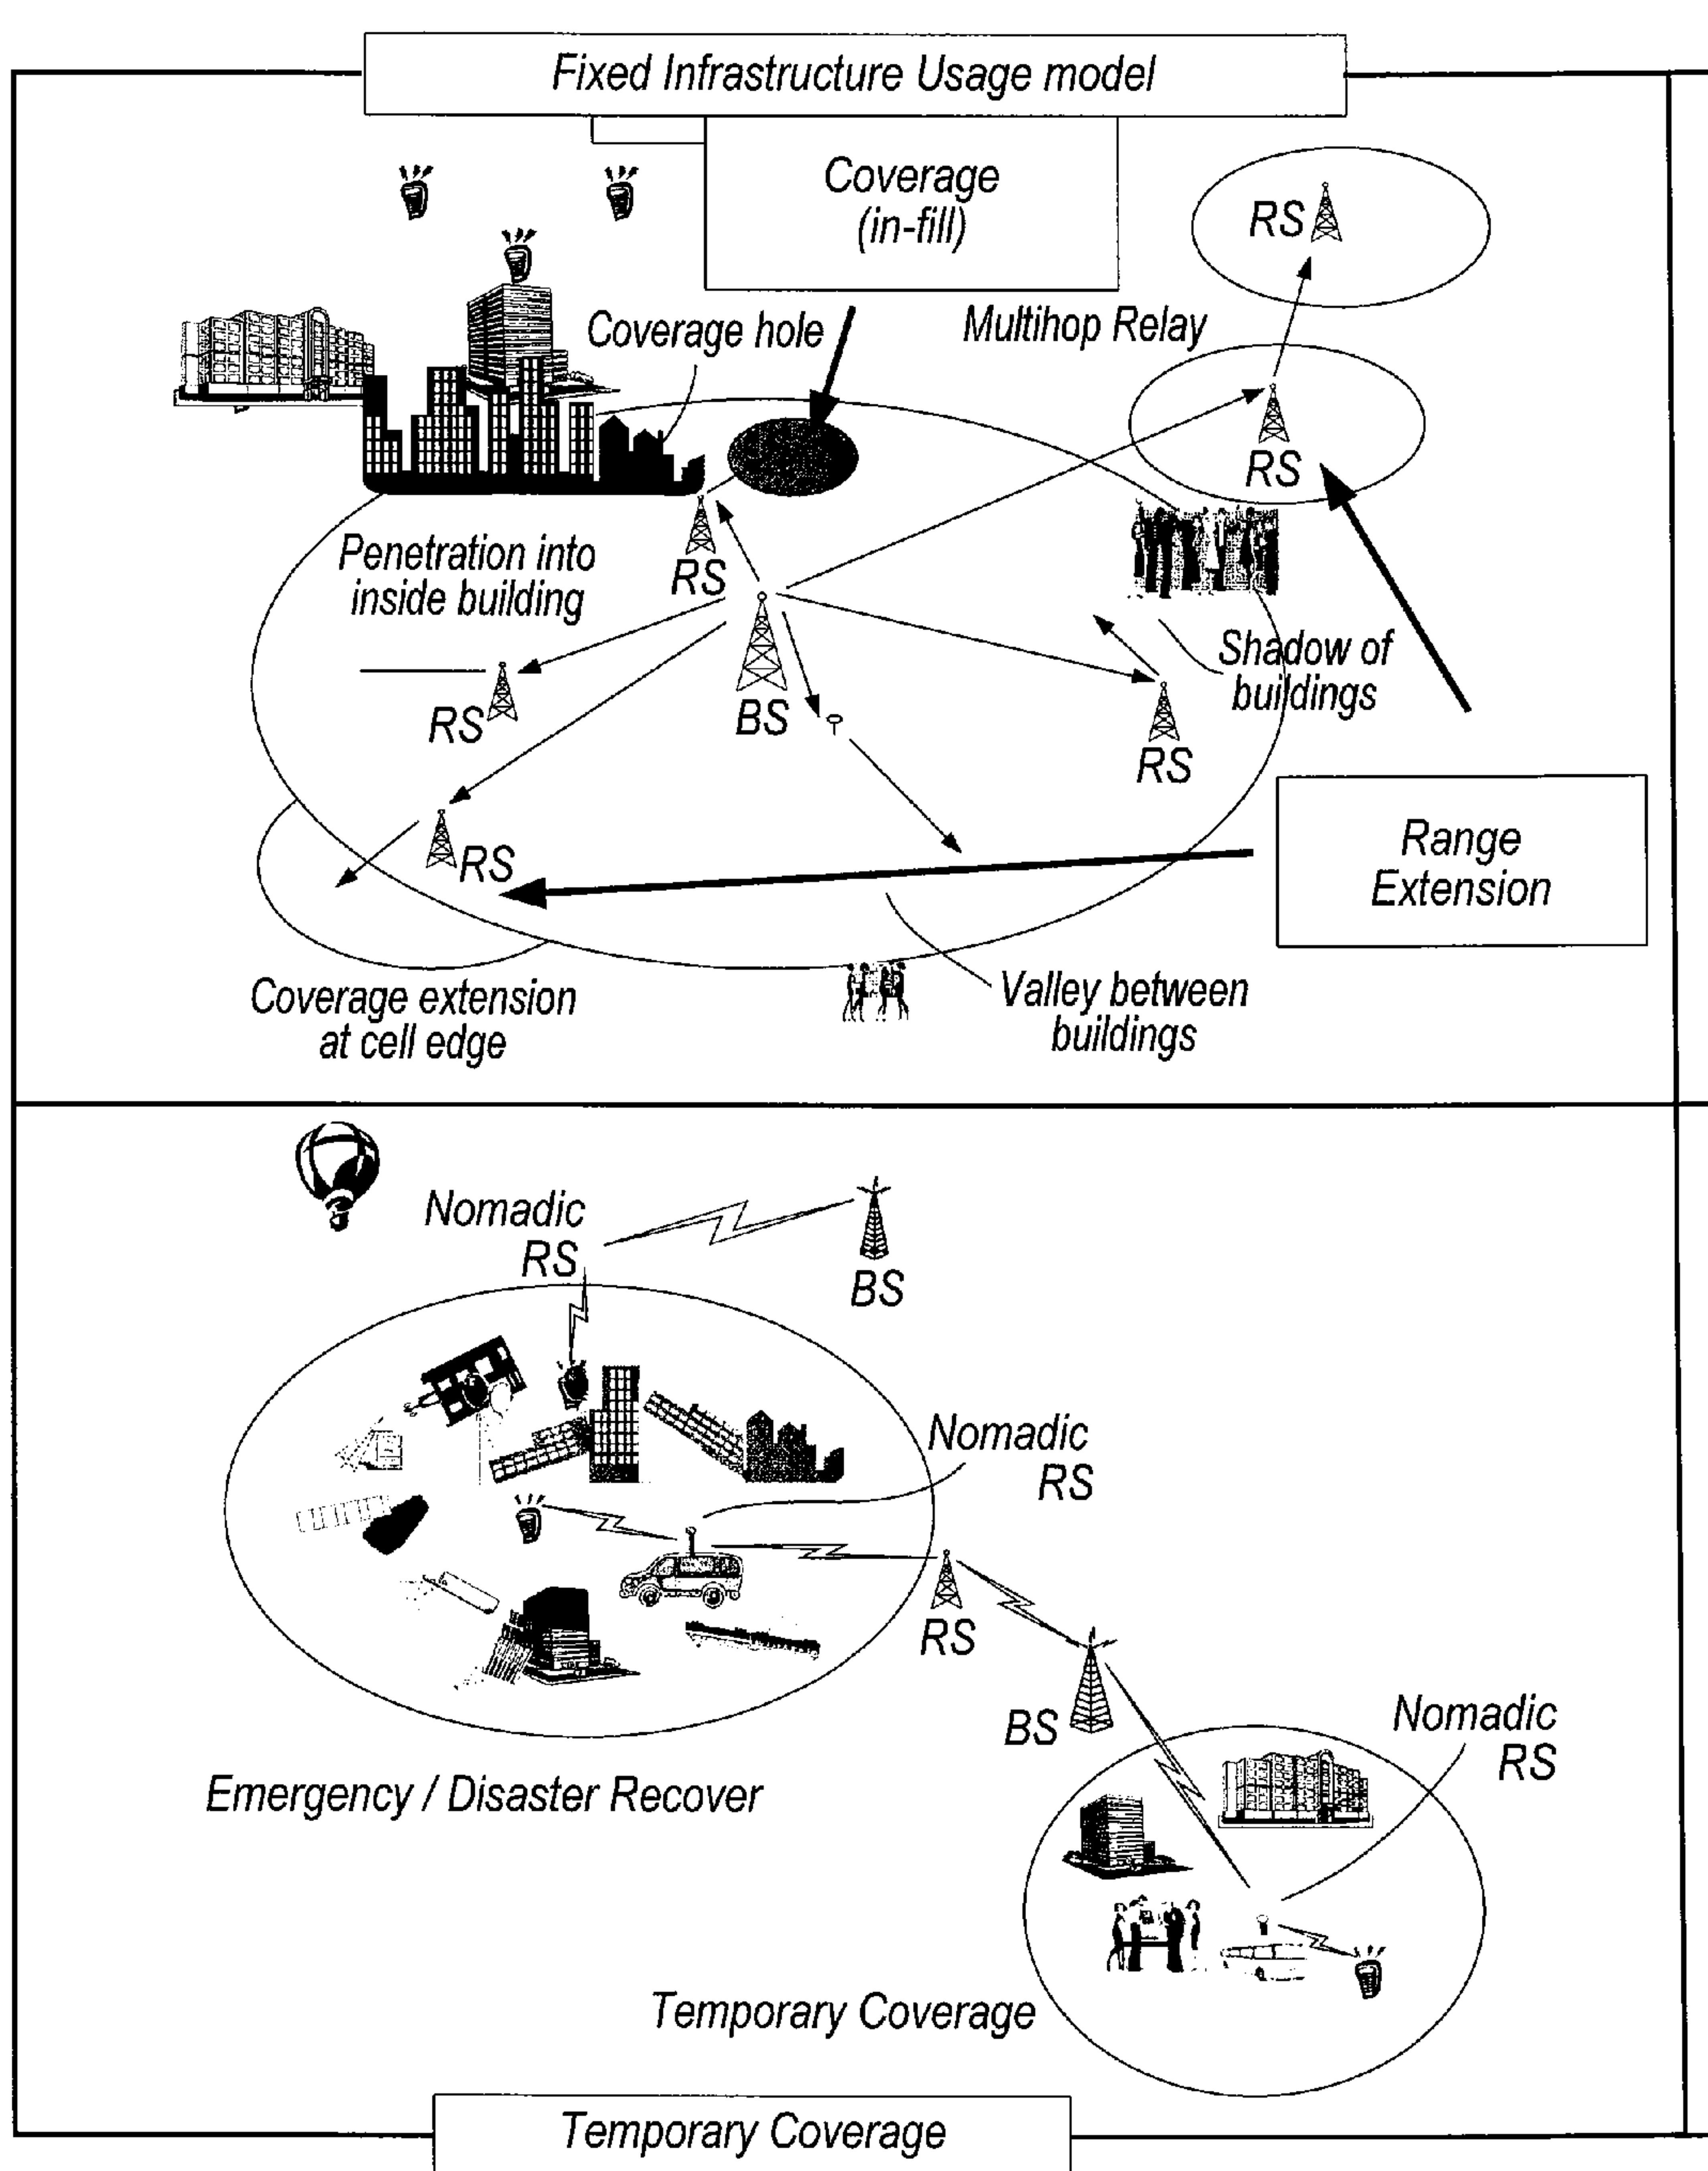 Fixed Infrastructure Usage model
Coverage
(in-fill)
RS
Coverage hole
Multihop Relay
RS
Penetration into
inside building
RS
Shadow of
buildings
RS
BS
RS
RS
Range
Extension
Coverage extension
at cell edge
Valley between
buildings
Nomadic
RS
BS
Nomadic
RS
RS
BS
Nomadic
RS
Emergency / Disaster Recover
Temporary Coverage
Temporary Coverage